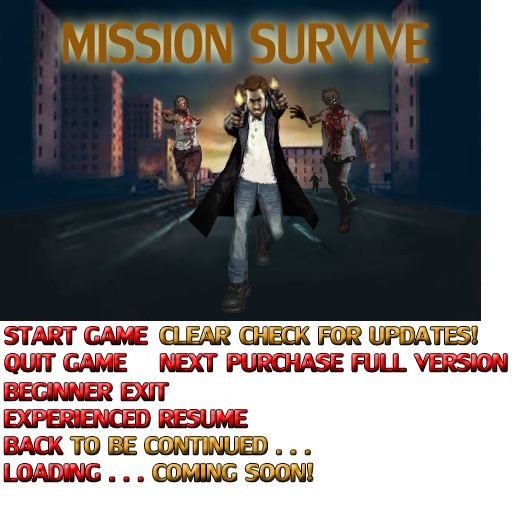 MISSION SURVIVE
START GAME CLEAR CHECK FOR UPDATES!
QUIT GAME NEXT PURCHASE FULL VERSION
BEGINNER EXIT
EXPERIENCED RESUME
BACK TO BE CONTINUED . . .
LOADING . . . COMING SOON!